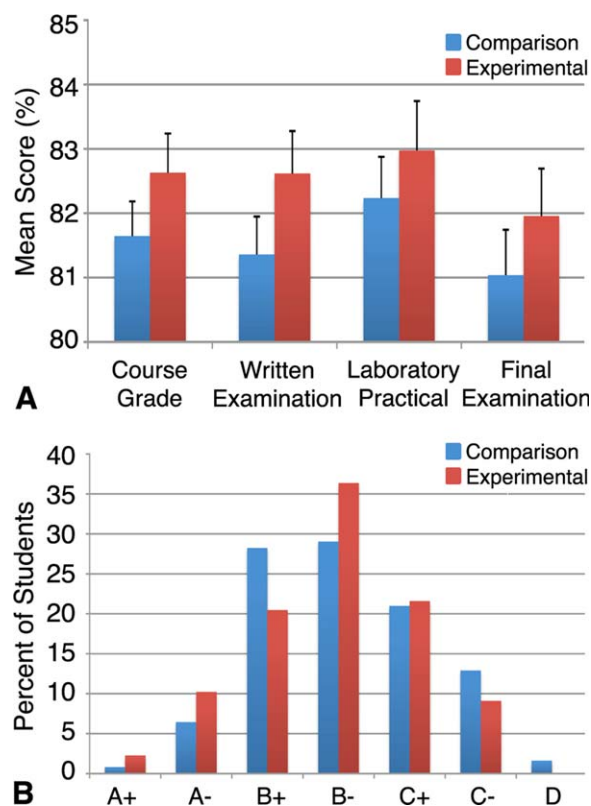 85
84
83
82
81
80
Mean Score (%)
Comparison
Experimental
Course Grade
Written Examination
Laboratory Practical
Final Examination
A
40
35
30
25
20
15
10
5
0
Percent of Students
Comparison
Experimental
A+ A- B+ B- C+ C- D
B